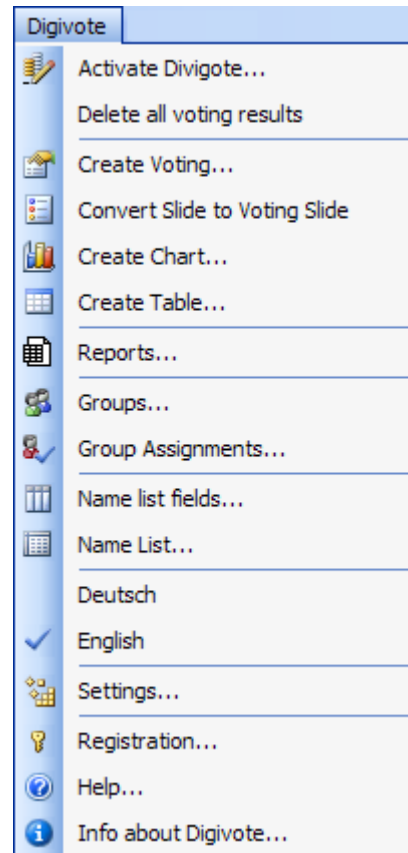 Digivote
Activate Divigote...
Delete all voting results
Create Voting...
Convert Slide to Voting Slide
Create Chart...
Create Table...
Reports...
Groups...
Group Assignments...
Name list fields...
Name List...
Deutsch
English
Settings...
Registration...
Help...
Info about Digivote...